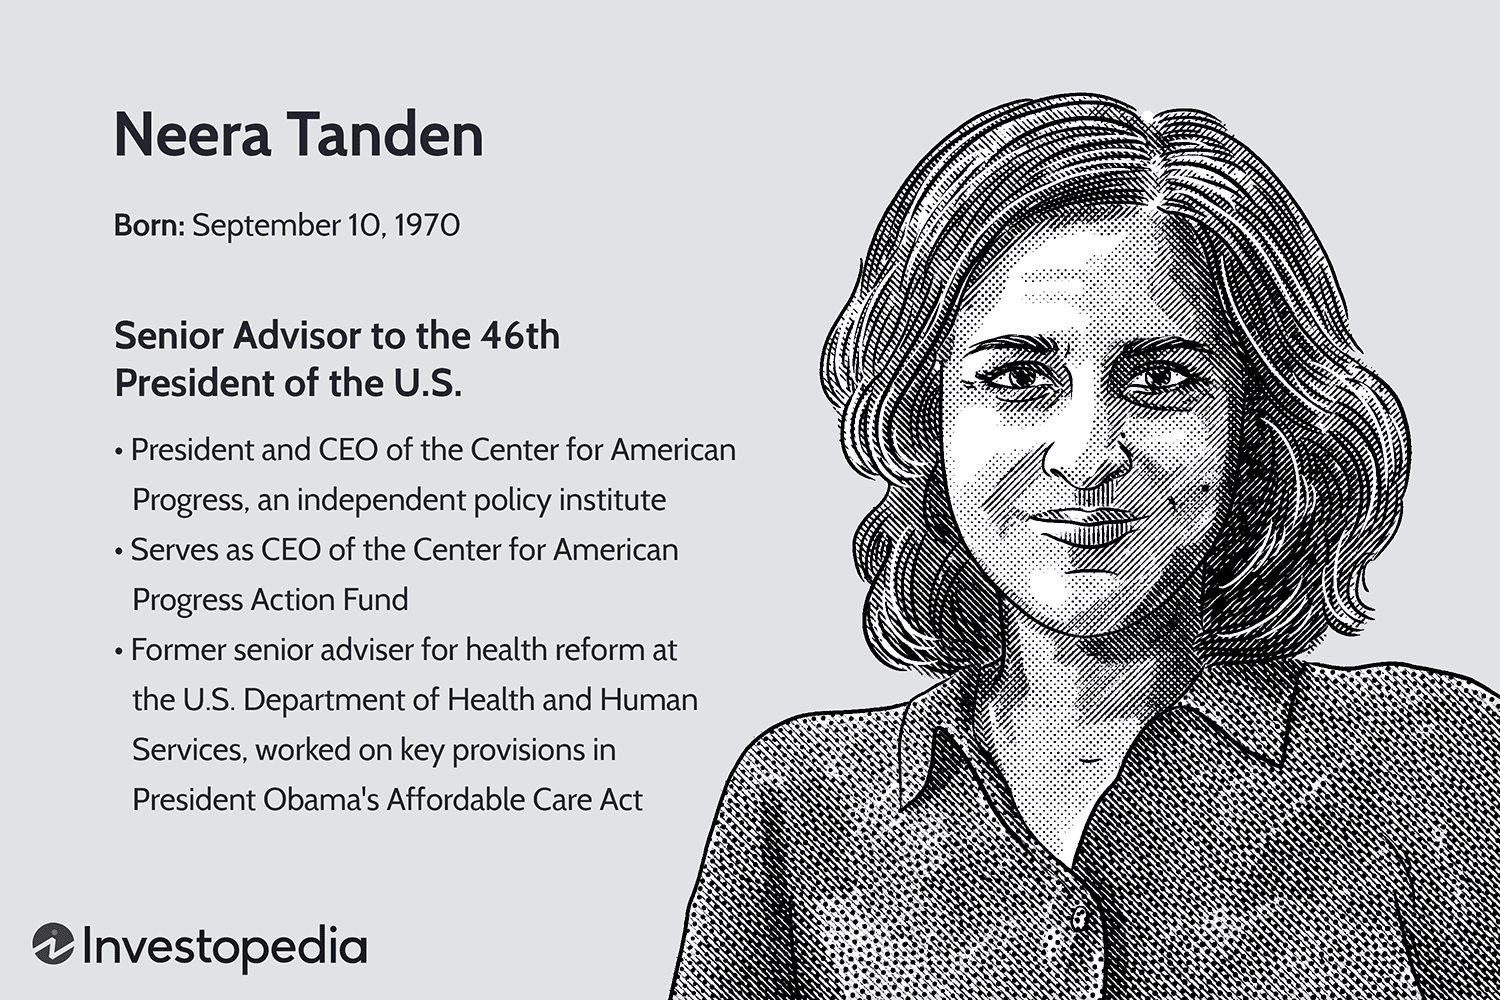 Neera Tanden
Born: September 10, 1970
Senior Advisor to the 46th
President of the U.S.
• President and CEO of the Center for American
Progress, an independent policy institute
• Serves as CEO of the Center for American
Progress Action Fund
• Former senior adviser for health reform at
the U.S. Department of Health and Human
Services, worked on key provisions in
President Obama's Affordable Care Act
Investopedia